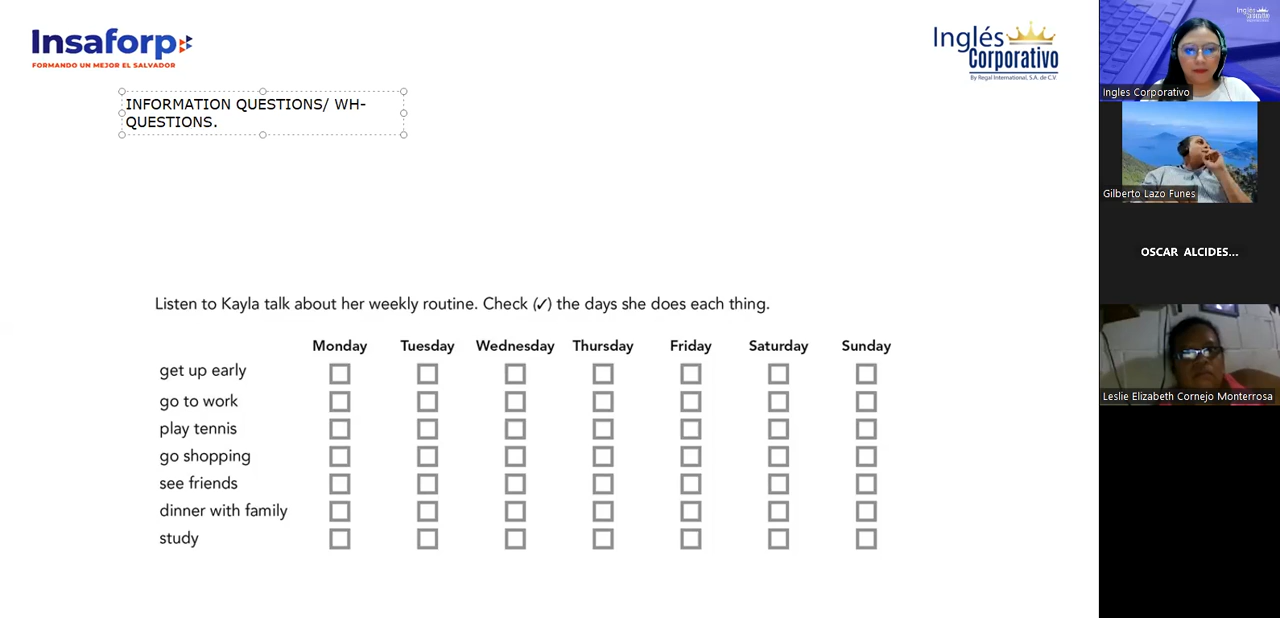 Insaforp
FORMANDO UN MEJOR EL SALVADOR
Inglés
Corporativo
By Regal International, S.A. de C.V.
INFORMATION QUESTIONS/ WH-
QUESTIONS.
Listen to Kayla talk about her weekly routine. Check (✓) the days she does each thing.
Monday Tuesday Wednesday Thursday Friday Saturday Sunday
get up early
go to work
play tennis
go shopping
see friends
dinner with family
study
Inglés
Corporativo
Ingles Corporativo
Gilberto Lazo Funes
OSCAR ALCIDES...
Leslie Elizabeth Cornejo Monterrosa